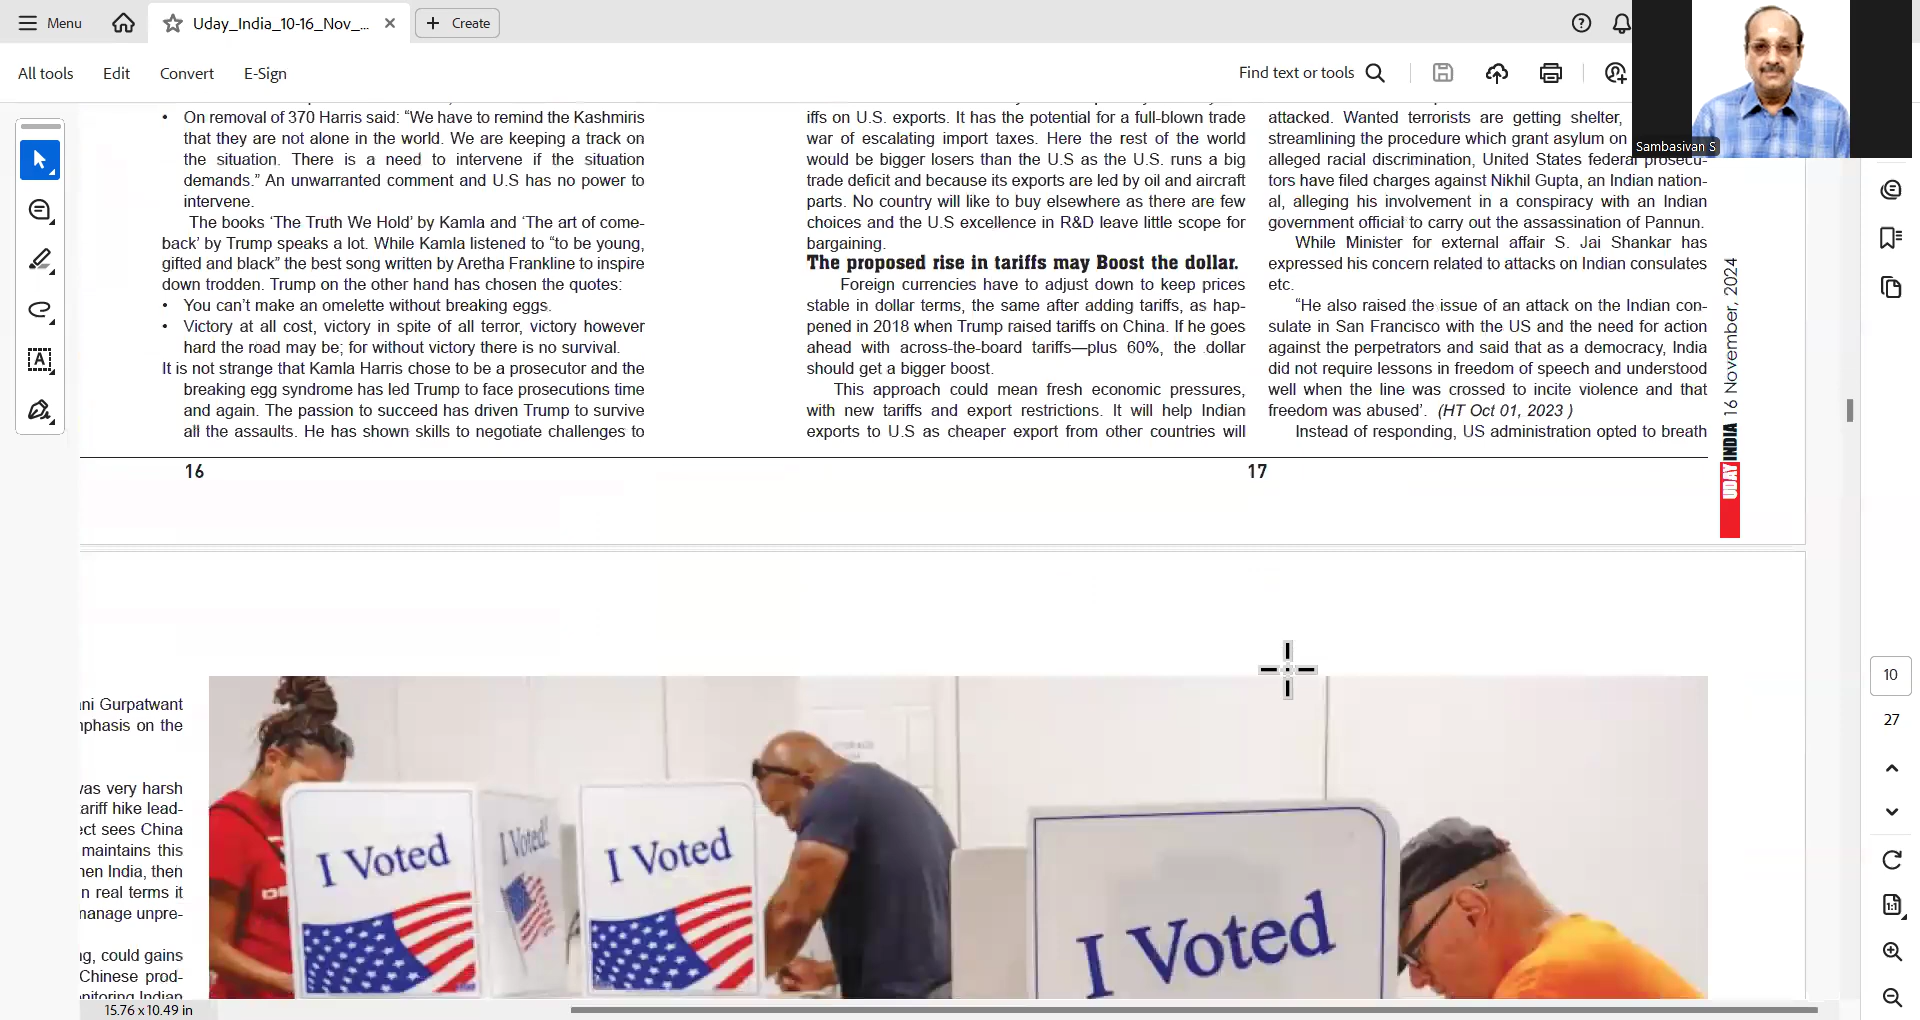 Menu
Uday_India_10-16_Nov_...
Create
All tools
Edit
Convert
E-Sign
Find text or tools
Sambasivan S
• On removal of 370 Harris said: “We have to remind the Kashmiris
that they are not alone in the world. We are keeping a track on
the situation. There is a need to intervene if the situation
demands.” An unwarranted comment and U.S has no power to
intervene.
The books ‘The Truth We Hold’ by Kamla and ‘The art of come-
back’ by Trump speaks a lot. While Kamla listened to “to be young,
gifted and black” the best song written by Aretha Frankline to inspire
down trodden. Trump on the other hand has chosen the quotes:
• You can’t make an omelette without breaking eggs.
• Victory at all cost, victory in spite of all terror, victory however
hard the road may be; for without victory there is no survival.
It is not strange that Kamla Harris chose to be a prosecutor and the
breaking egg syndrome has led Trump to face prosecutions time
and again. The passion to succeed has driven Trump to survive
all the assaults. He has shown skills to negotiate challenges to
16
iffs on U.S. exports. It has the potential for a full-blown trade
war of escalating import taxes. Here the rest of the world
would be bigger losers than the U.S as the U.S. runs a big
trade deficit and because its exports are led by oil and aircraft
parts. No country will like to buy elsewhere as there are few
choices and the U.S excellence in R&D leave little scope for
bargaining.
The proposed rise in tariffs may Boost the dollar.
Foreign currencies have to adjust down to keep prices
stable in dollar terms, the same after adding tariffs, as hap-
pened in 2018 when Trump raised tariffs on China. If he goes
ahead with across-the-board tariffs—plus 60%, the dollar
should get a bigger boost.
This approach could mean fresh economic pressures,
with new tariffs and export restrictions. It will help Indian
exports to U.S as cheaper export from other countries will
attacked. Wanted terrorists are getting shelter,
streamlining the procedure which grant asylum on
alleged racial discrimination, United States federal prosecu-
tors have filed charges against Nikhil Gupta, an Indian nation-
al, alleging his involvement in a conspiracy with an Indian
government official to carry out the assassination of Pannun.
While Minister for external affair S. Jai Shankar has
expressed his concern related to attacks on Indian consulates
etc.
“He also raised the issue of an attack on the Indian con-
sulate in San Francisco with the US and the need for action
against the perpetrators and said that as a democracy, India
did not require lessons in freedom of speech and understood
well when the line was crossed to incite violence and that
freedom was abused’. (HT Oct 01, 2023 )
Instead of responding, US administration opted to breath
17
UDAY INDIA 16 November, 2024
Gurpatwant
on the
very harsh
hike lead-
sees China
maintains this
India, then
real terms it
unpre-
could gains
Chinese prod-
Indian
I Voted
I Voted!
I Voted
I Voted
10
27
1:1
15.76 x 10.49 in